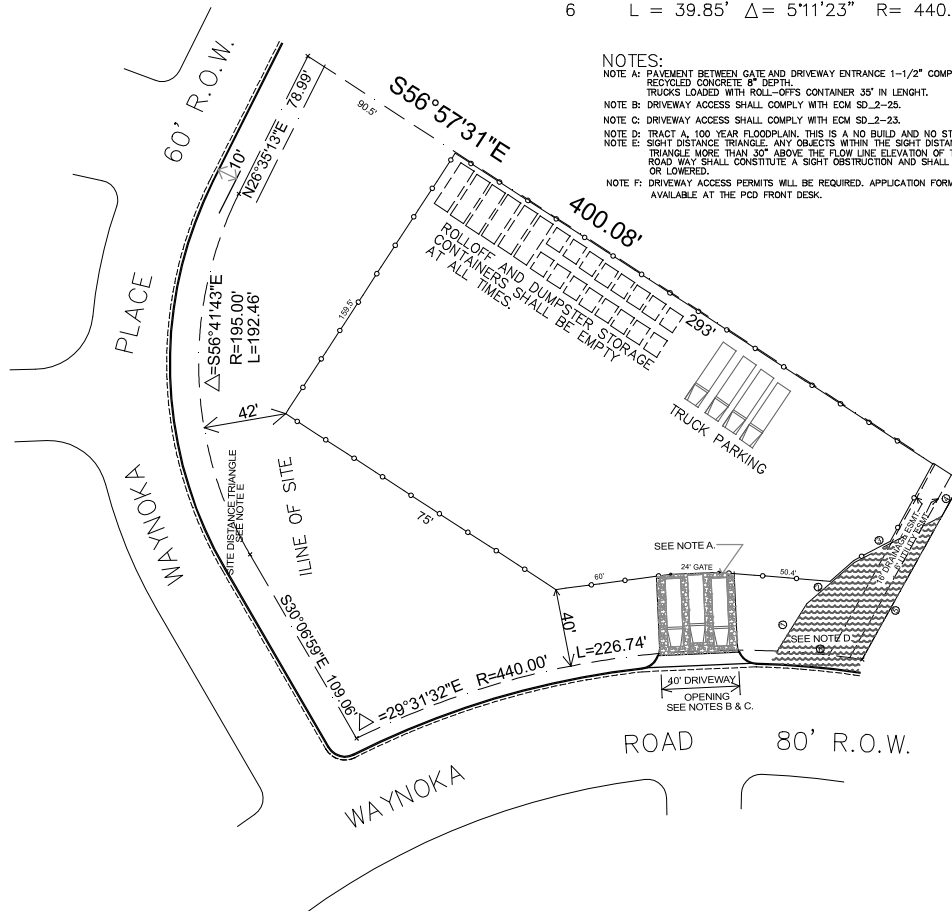 6 L = 39.85' Δ = 5°11'23" R= 440.
NOTES:
NOTE A: PAVEMENT BETWEEN GATE AND DRIVEWAY ENTRANCE 1-1/2" COMP
RECYCLED CONCRETE 8" DEPTH.
TRUCKS LOADED WITH ROLL-OFFS CONTAINER 35' IN LENGHT.
NOTE B: DRIVEWAY ACCESS SHALL COMPLY WITH ECM SD_2-25.
NOTE C: DRIVEWAY ACCESS SHALL COMPLY WITH ECM SD_2-23.
NOTE D: TRACT A, 100 YEAR FLOODPLAIN. THIS IS A NO BUILD AND NO ST
NOTE E: SIGHT DISTANCE TRIANGLE. ANY OBJECTS WITHIN THE SIGHT DISTAN
TRIANGLE MORE THAN 30" ABOVE THE FLOW LINE ELEVATION OF T
ROAD WAY SHALL CONSTITUTE A SIGHT OBSTRUCTION AND SHALL
OR LOWERED.
NOTE F: DRIVEWAY ACCESS PERMITS WILL BE REQUIRED. APPLICATION FORM
AVAILABLE AT THE PCD FRONT DESK.
60' R.O.W.
10'
N26°35'13"E 78.99'
90.5'
S56°57'31"E
400.08'
293'
ROLLOFF AND DUMPSTER STORAGE
CONTAINERS SHALL BE EMPTY
AT ALL TIMES.
TRUCK PARKING
159.5'
PLACE
Δ=S56°41'43"E
R=195.00'
L=192.46'
42'
WAYNOKA
SITE DISTANCE TRIANGLE
SEE NOTE E
ILINE OF SITE
75'
SEE NOTE A.
24' GATE
60'
50.4'
16' DRAINAGE ESMT.
UTILITY ESMT.
SEE NOTE D
S30°06'59"E 109.06'
40'
Δ =29°31'32"E R=440.00' L=226.74'
40' DRIVEWAY
OPENING
SEE NOTES B & C.
WAYNOKA ROAD 80' R.O.W.